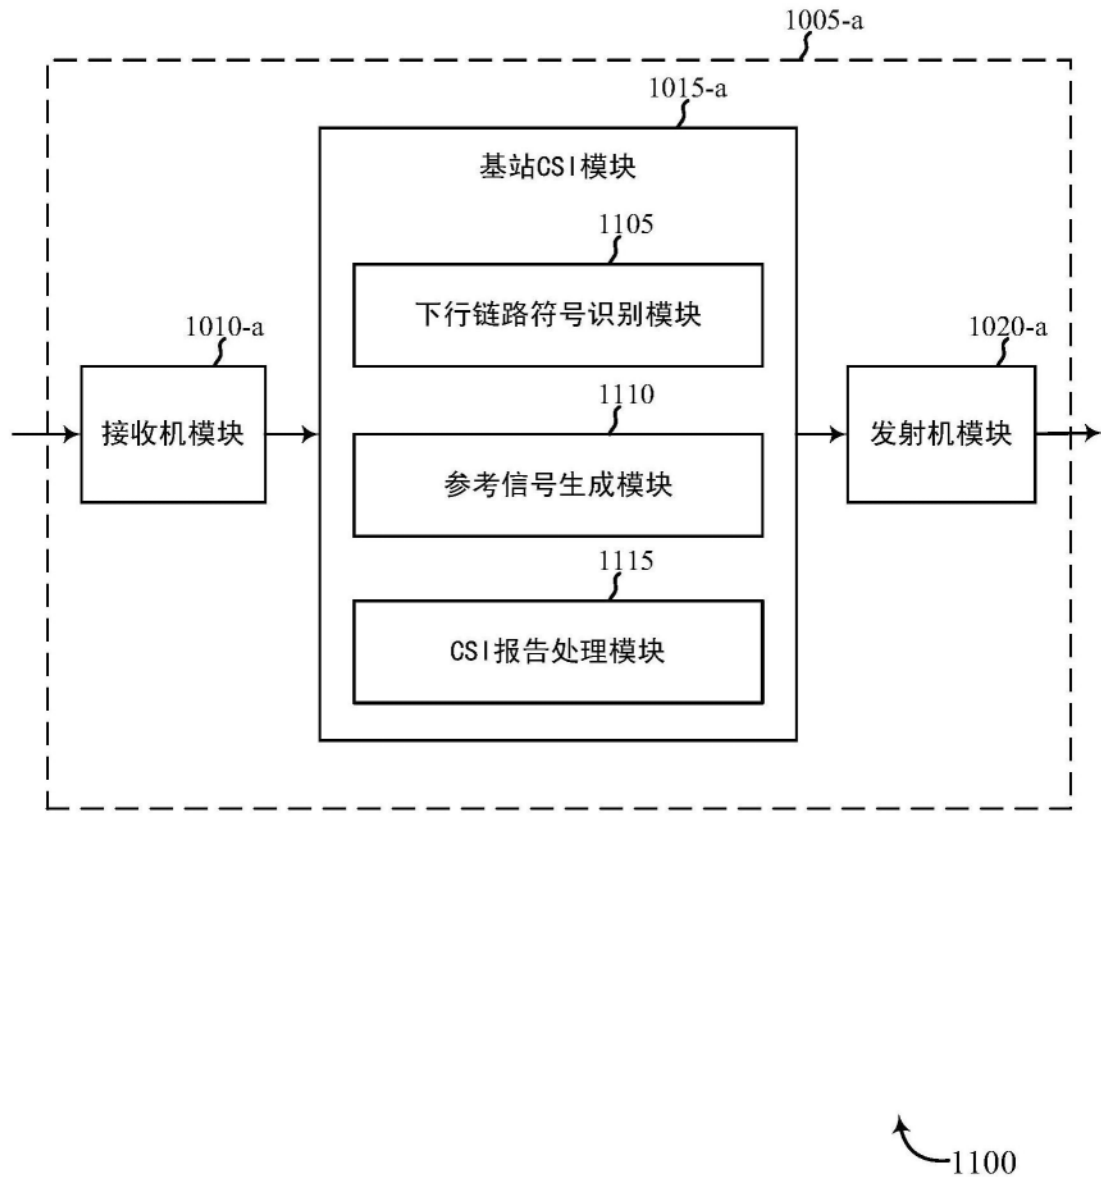 1005-a
1015-a
基站CSI模块
1105
下行链路符号识别模块
1010-a
1020-a
1110
接收机模块
发射机模块
参考信号生成模块
1115
CSI报告处理模块
1100